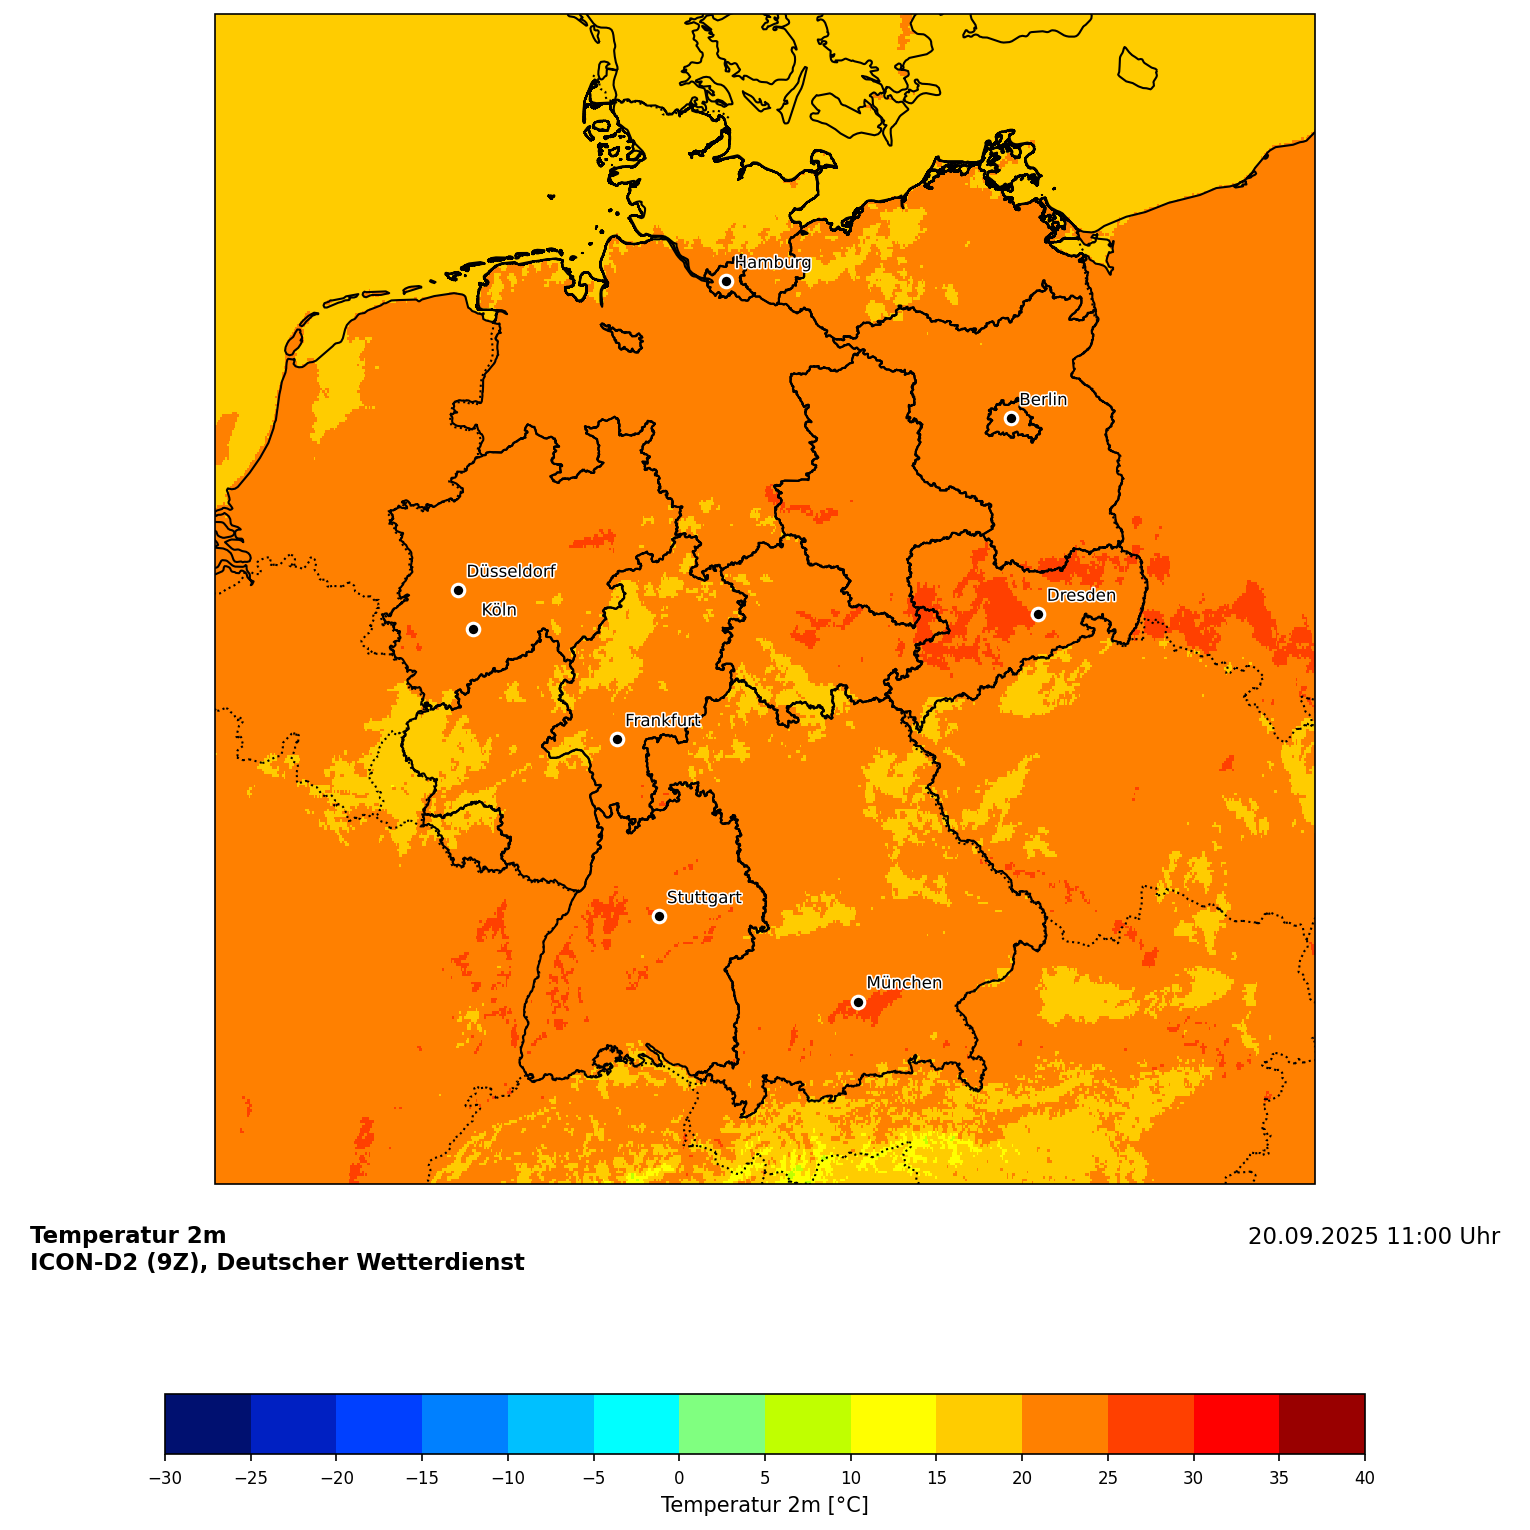 Hamburg
Berlin
Düsseldorf
Köln
Dresden
Frankfurt
Stuttgart
München
Temperatur 2m
ICON-D2 (9Z), Deutscher Wetterdienst
20.09.2025 11:00 Uhr
−30 −25 −20 −15 −10 −5 0 5 10 15 20 25 30 35 40
Temperatur 2m [°C]